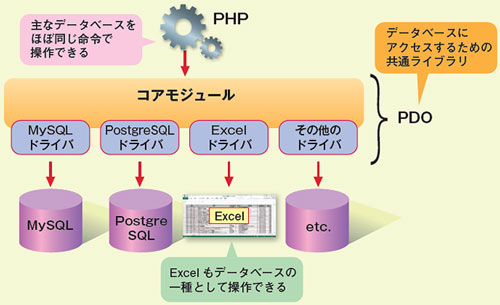 主なデータベースを
ほぼ同じ命令で
操作できる
PHP
データベースに
アクセスするための
共通ライブラリ
コアモジュール
PDO
MySQL
ドライバ
PostgreSQL
ドライバ
Excel
ドライバ
その他の
ドライバ
MySQL
Postgre
SQL
Excel
etc.
Excelもデータベースの
一種として操作できる